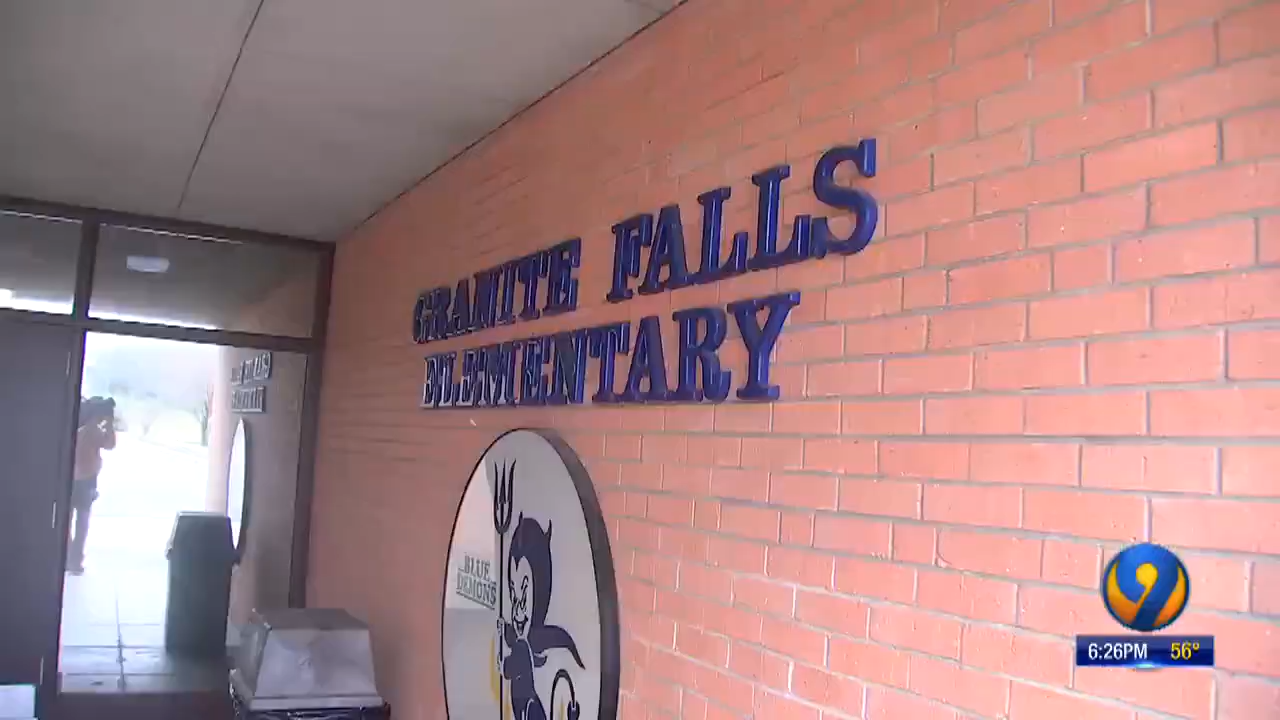 GRANITE FALLS
ELEMENTARY
BLUE
DEMONS
9
6:26PM 56°